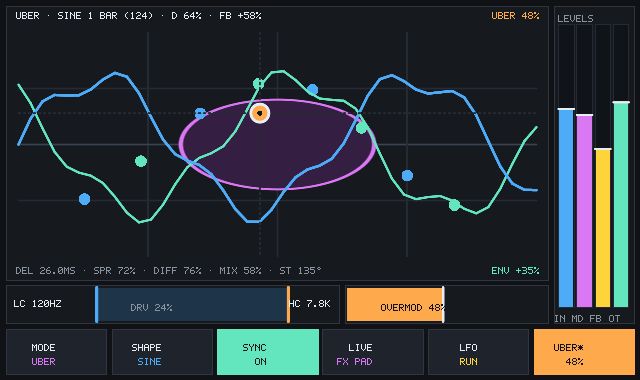 UBER · SINE 1 BAR (124) · D 64% · FB +58%
UBER 48%
LEVELS
DEL 26.0MS · SPR 72% · DIFF 76% · MIX 58% · ST 135°
ENV +35%
IN MD FB OT
LC 120HZ
DRV 24%
HC 7.8K
OVERMOD 48%
MODE
UBER
SHAPE
SINE
SYNC
ON
LIVE
FX PAD
LFO
RUN
UBER*
48%